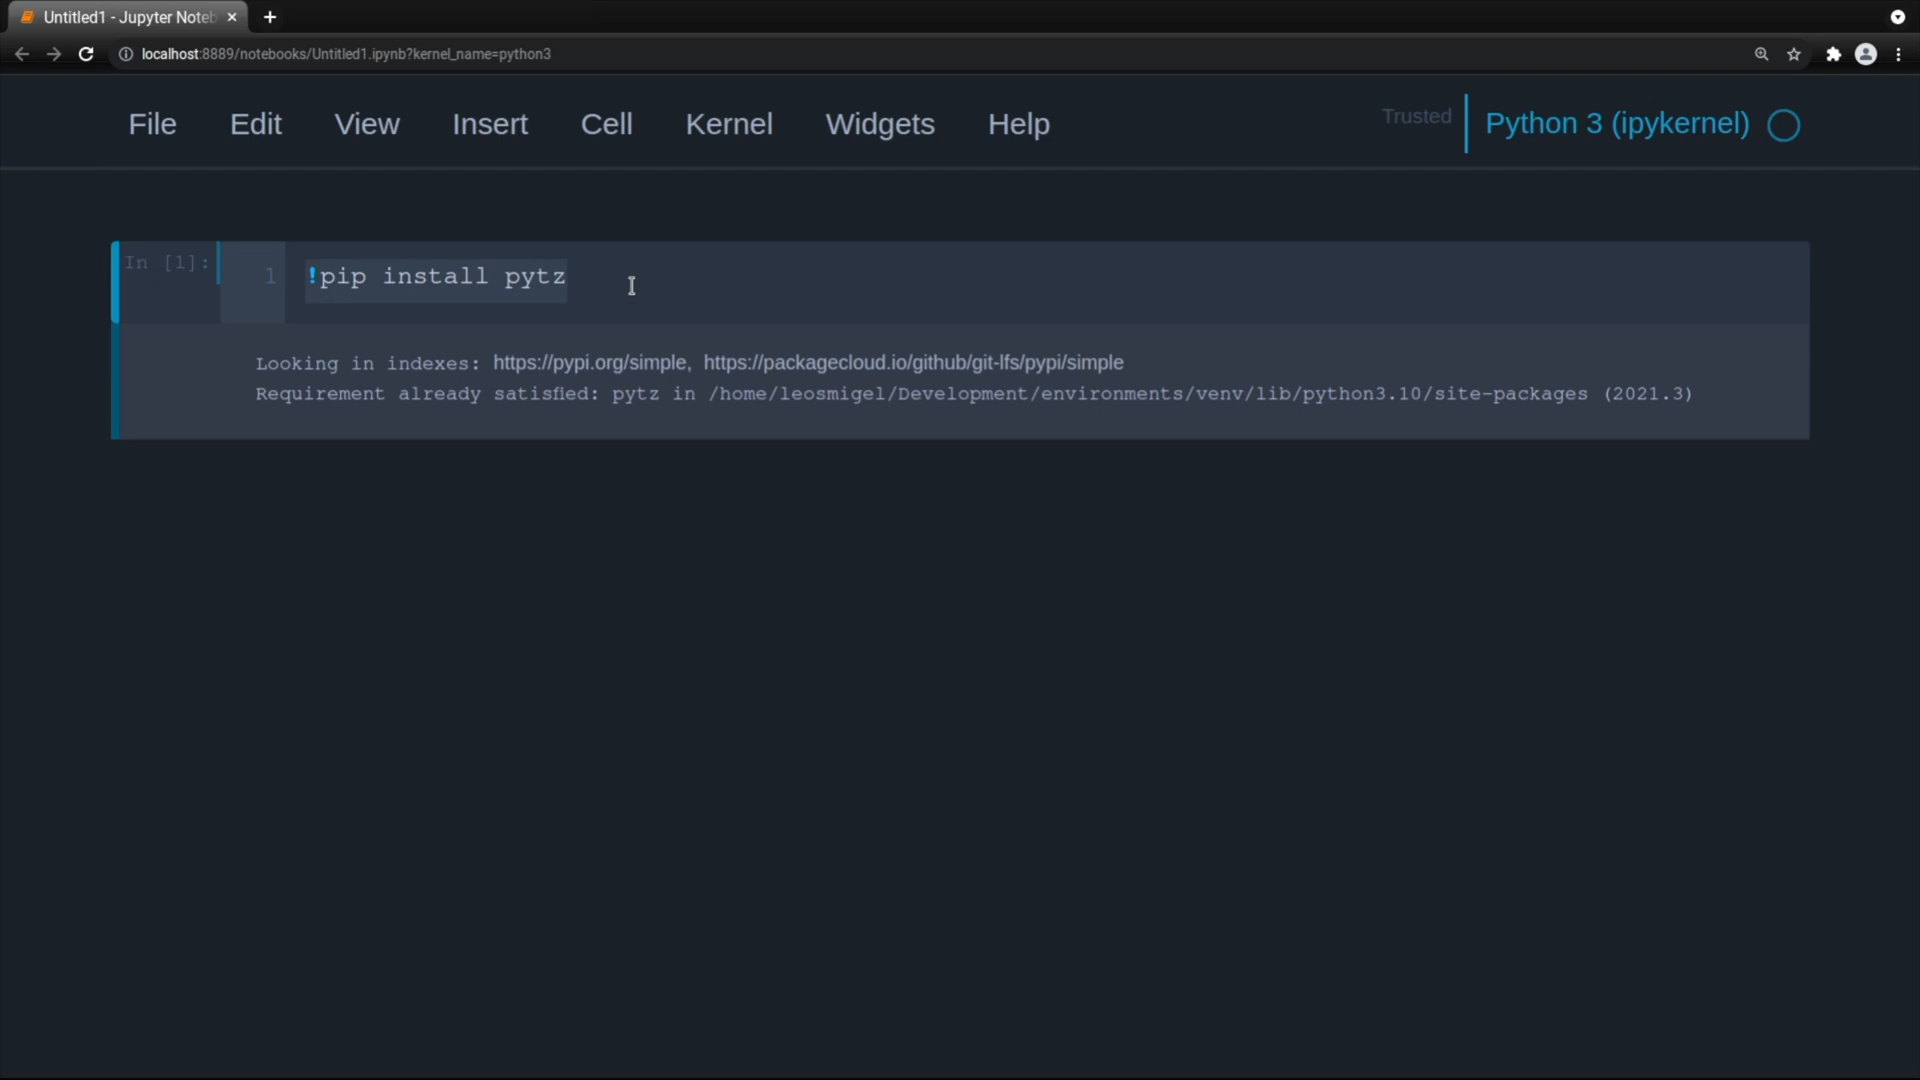 Untitled1 - Jupyter Noteb
localhost:8889/notebooks/Untitled1.ipynb?kernel_name=python3
File Edit View Insert Cell Kernel Widgets Help Trusted Python 3 (ipykernel)
In [1]: 1 !pip install pytz
Looking in indexes: https://pypi.org/simple, https://packagecloud.io/github/git-lfs/pypi/simple
Requirement already satisfied: pytz in /home/leosmigel/Development/environments/venv/lib/python3.10/site-packages (2021.3)